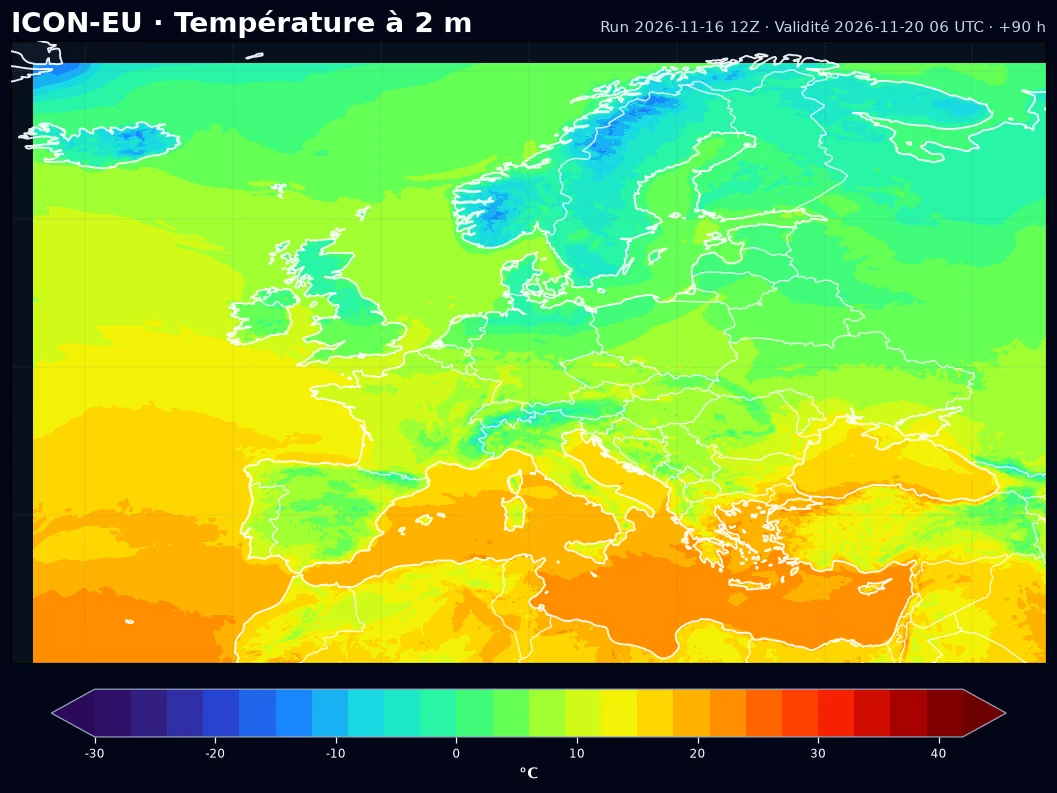 ICON-EU · Température à 2 m
Run 2026-11-16 12Z · Validité 2026-11-20 06 UTC · +90 h
-30 -20 -10 0 10 20 30 40
°C